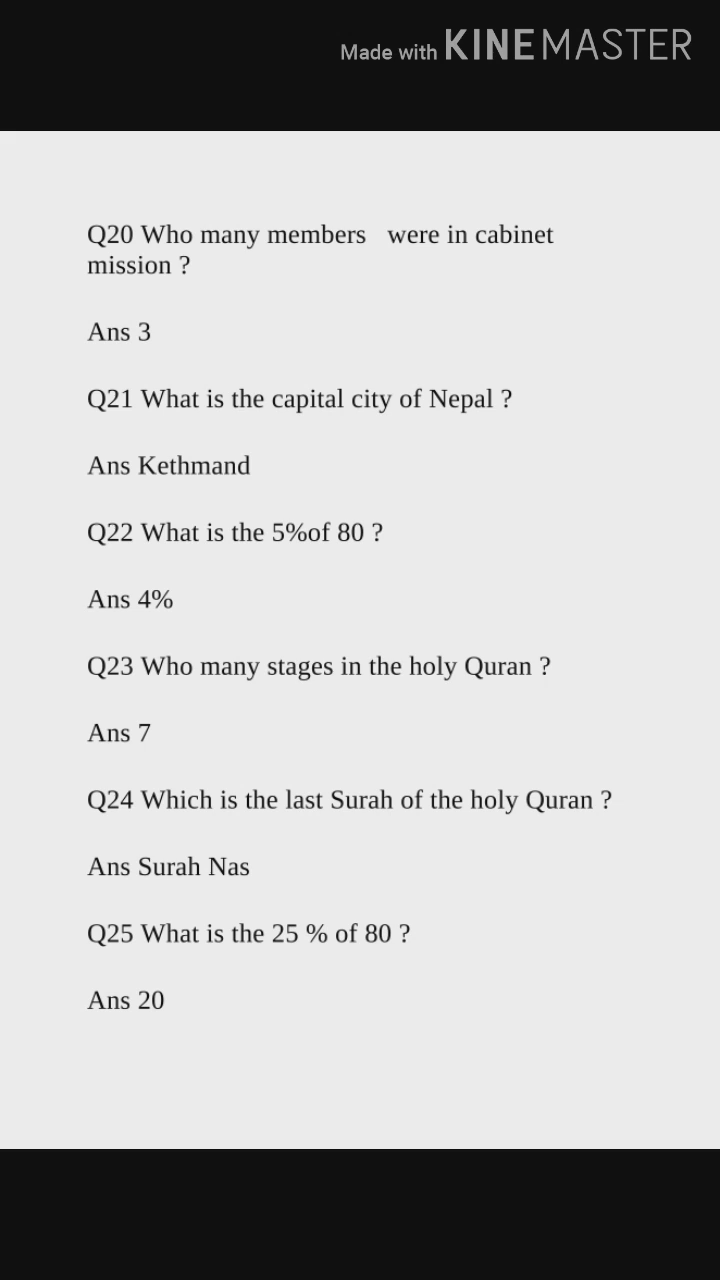 Made with KINEMASTER
Q20 Who many members were in cabinet
mission ?
Ans 3
Q21 What is the capital city of Nepal ?
Ans Kethmand
Q22 What is the 5%of 80 ?
Ans 4%
Q23 Who many stages in the holy Quran ?
Ans 7
Q24 Which is the last Surah of the holy Quran ?
Ans Surah Nas
Q25 What is the 25 % of 80 ?
Ans 20